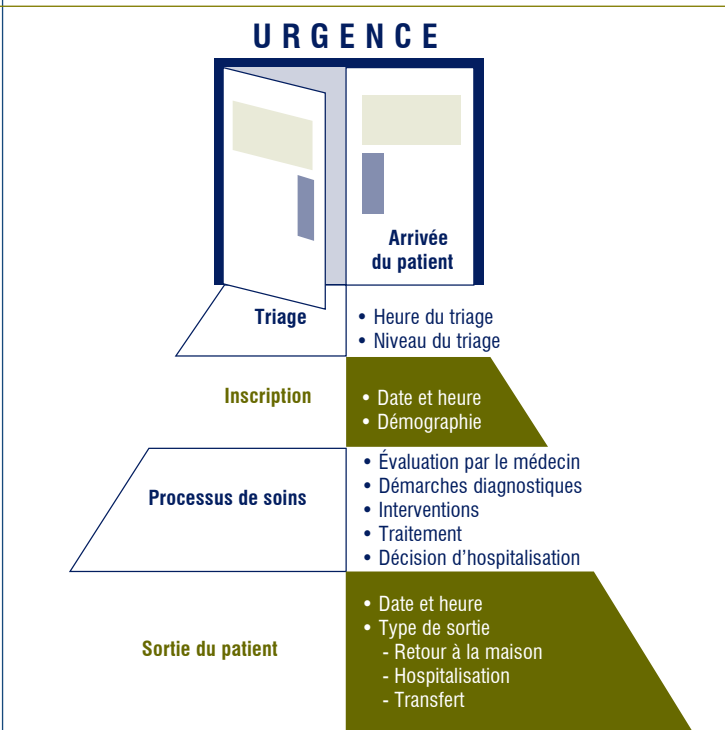 URGENCE
Arrivée
du patient
Triage
• Heure du triage
• Niveau du triage
Inscription
• Date et heure
• Démographie
Processus de soins
• Évaluation par le médecin
• Démarches diagnostiques
• Interventions
• Traitement
• Décision d’hospitalisation
Sortie du patient
• Date et heure
• Type de sortie
- Retour à la maison
- Hospitalisation
- Transfert